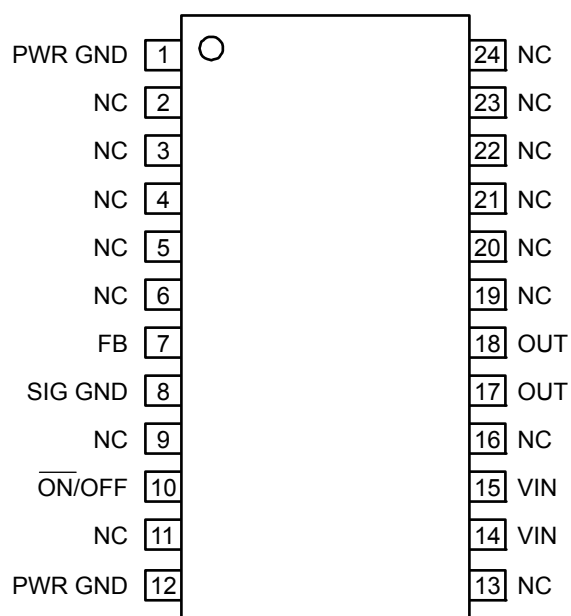 PWR GND 1 24 NC
NC 2 23 NC
NC 3 22 NC
NC 4 21 NC
NC 5 20 NC
NC 6 19 NC
FB 7 18 OUT
SIG GND 8 17 OUT
NC 9 16 NC
ON/OFF 10 15 VIN
NC 11 14 VIN
PWR GND 12 13 NC